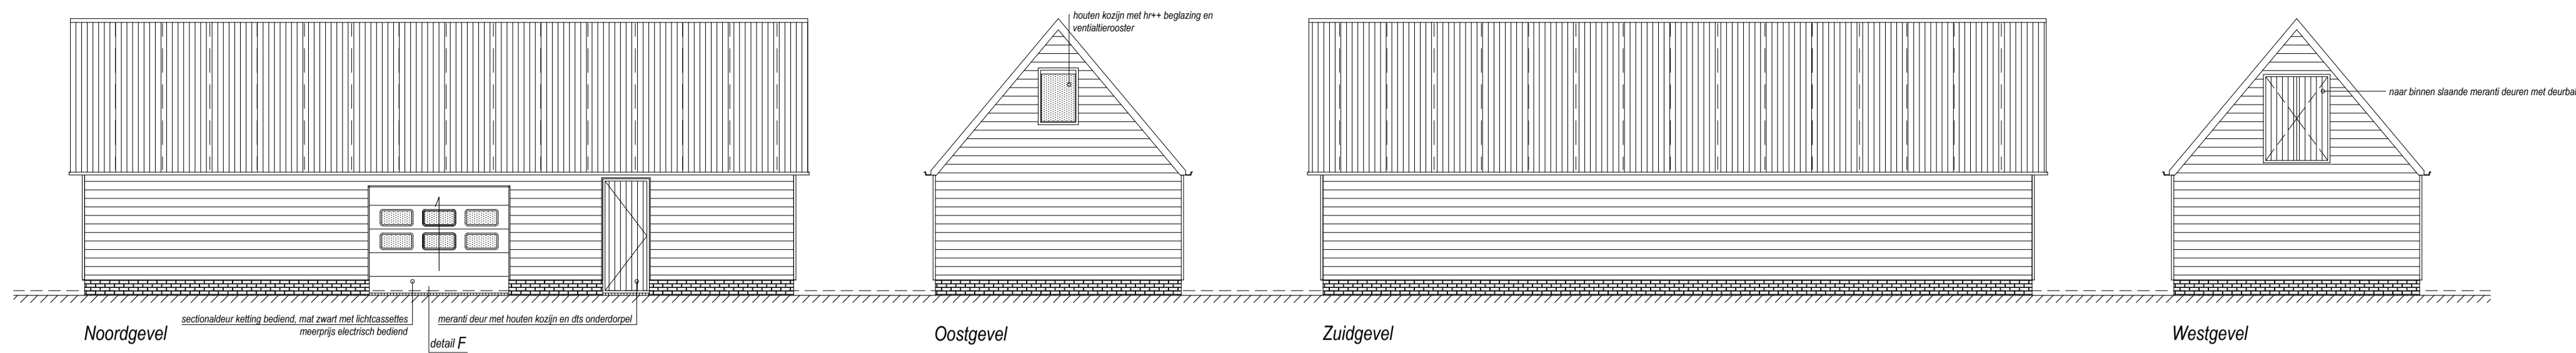 houten kozijn met hr++ beglazing en
ventialtierooster
naar binnen slaande meranti deuren met
sectionaldeur ketting bediend, mat zwart met lichtcassettes
meerprijs electrisch bediend
meranti deur met houten kozijn en dts onderdorpel
detail F
Noordgevel
Oostgevel
Zuidgevel
Westgevel